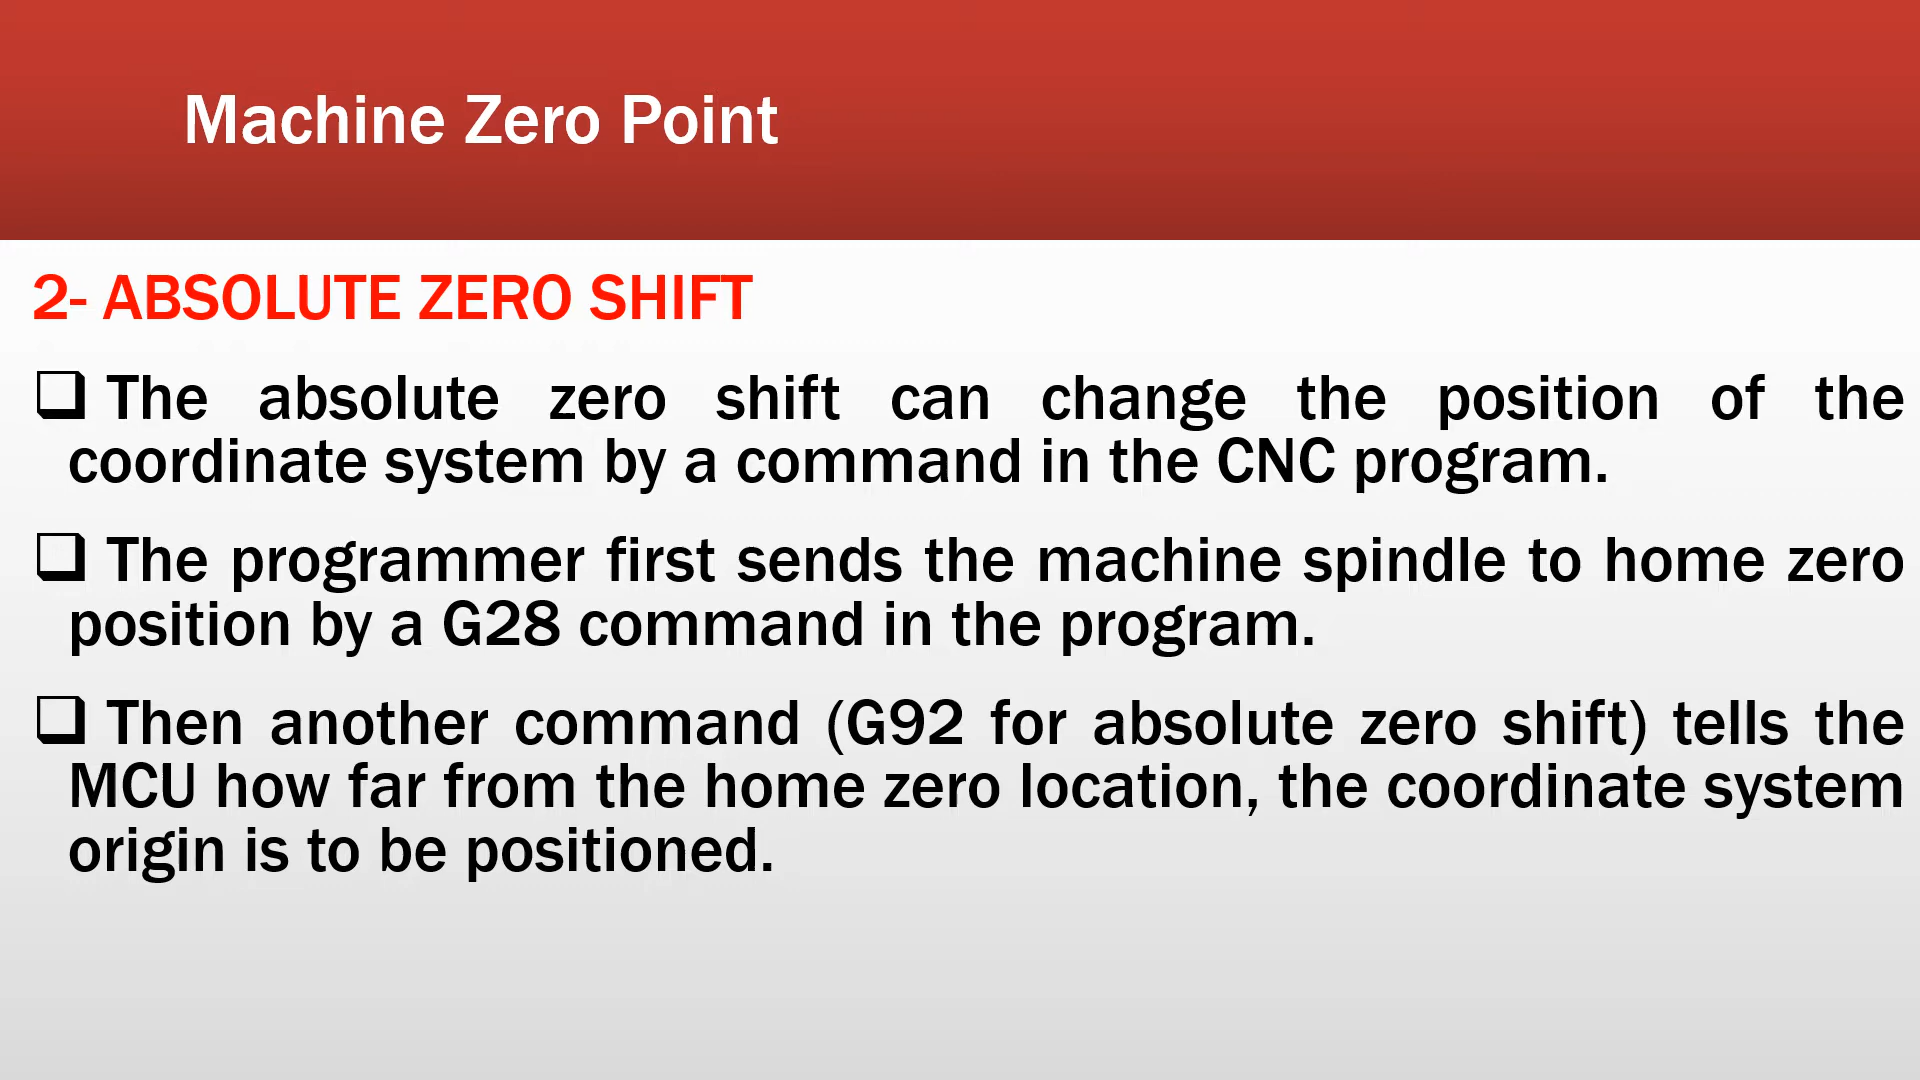 Machine Zero Point
2- ABSOLUTE ZERO SHIFT
❑ The absolute zero shift can change the position of the
coordinate system by a command in the CNC program.
❑ The programmer first sends the machine spindle to home zero
position by a G28 command in the program.
❑ Then another command (G92 for absolute zero shift) tells the
MCU how far from the home zero location, the coordinate system
origin is to be positioned.